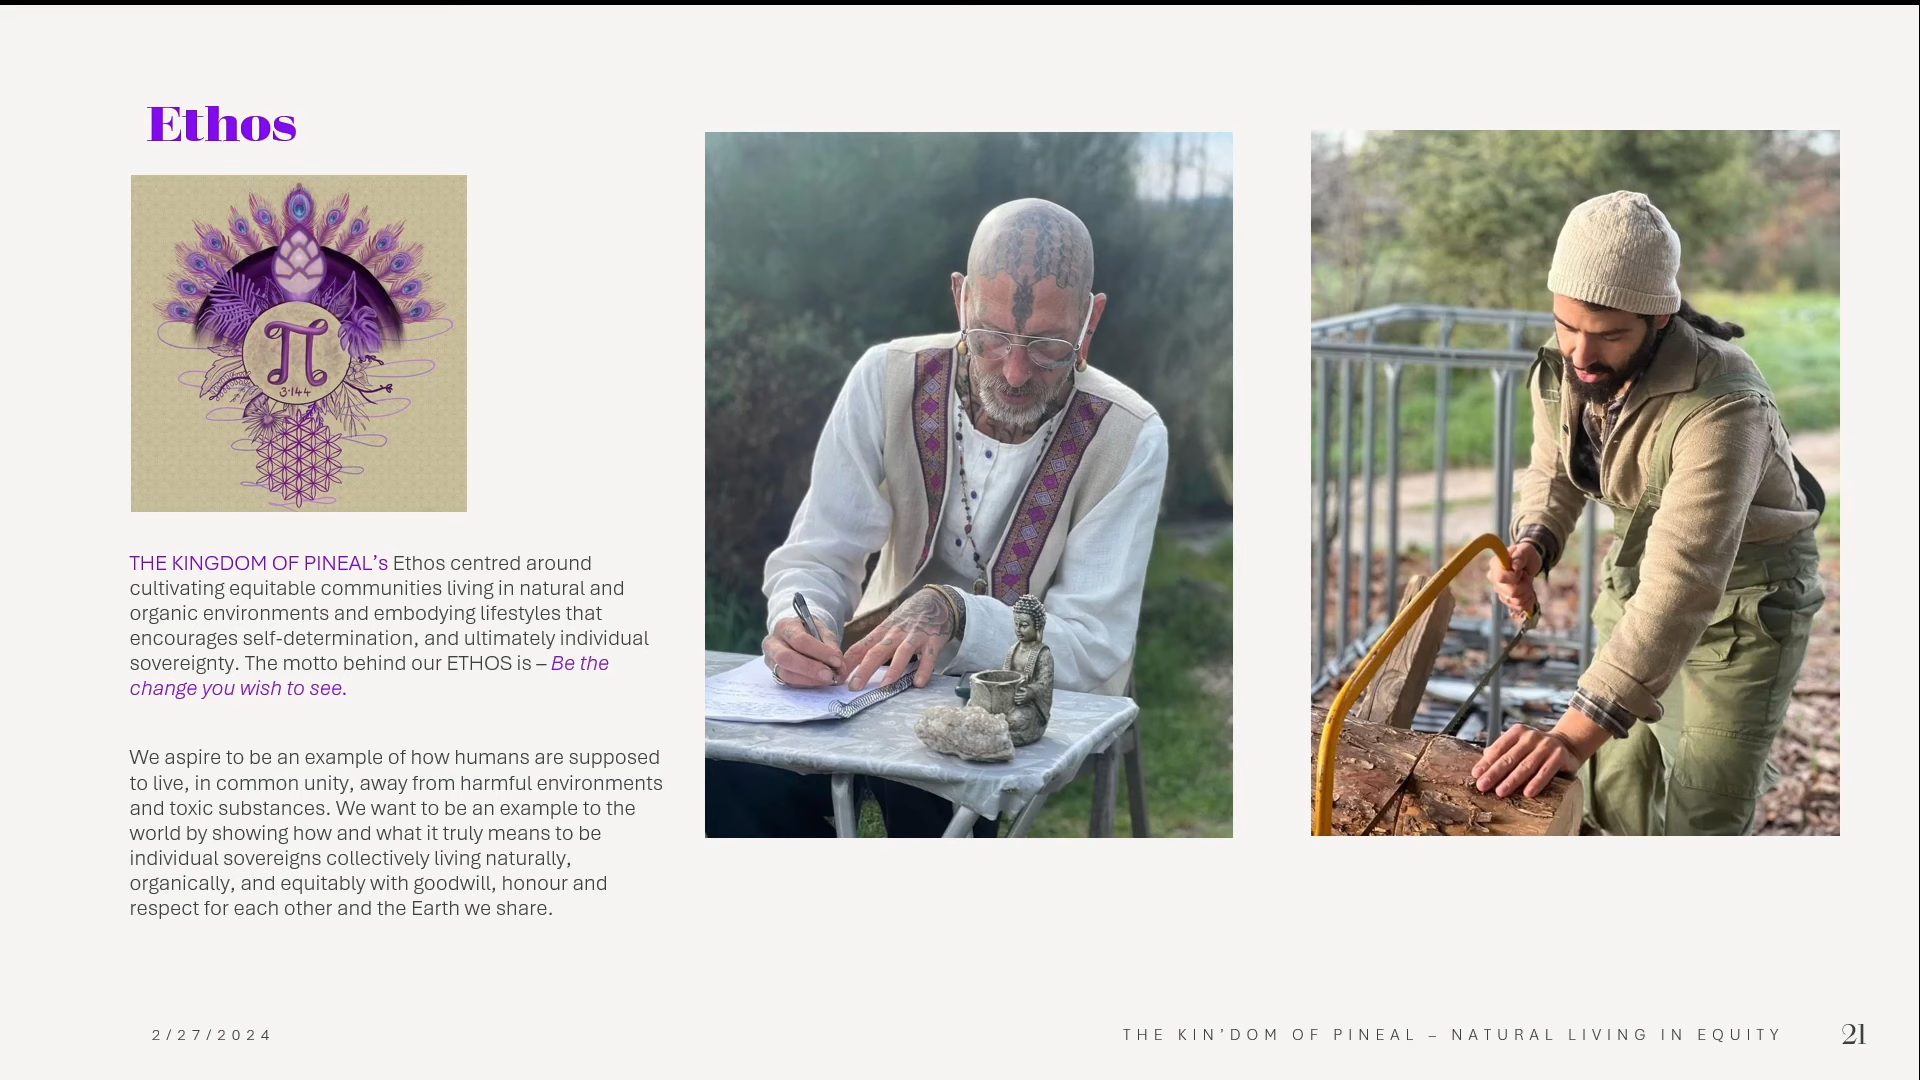 Ethos
π
3·144
THE KINGDOM OF PINEAL’s Ethos centred around
cultivating equitable communities living in natural and
organic environments and embodying lifestyles that
encourages self-determination, and ultimately individual
sovereignty. The motto behind our ETHOS is – Be the
change you wish to see.
We aspire to be an example of how humans are supposed
to live, in common unity, away from harmful environments
and toxic substances. We want to be an example to the
world by showing how and what it truly means to be
individual sovereigns collectively living naturally,
organically, and equitably with goodwill, honour and
respect for each other and the Earth we share.
2/27/2024
THE KIN’DOM OF PINEAL – NATURAL LIVING IN EQUITY
21